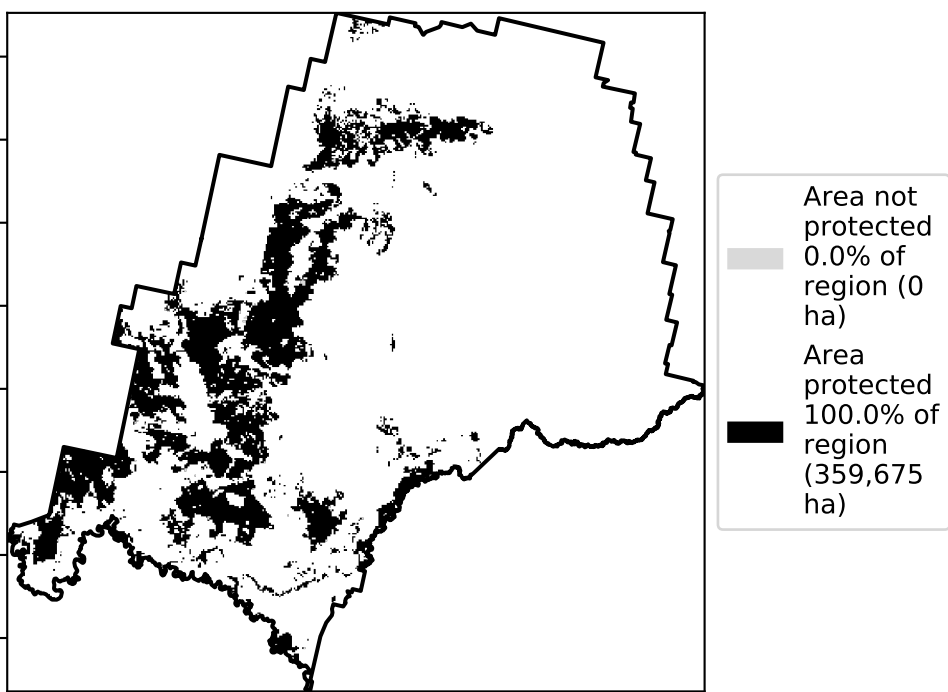 Area not
protected
0.0% of
region (0
ha)
Area
protected
100.0% of
region
(359,675
ha)